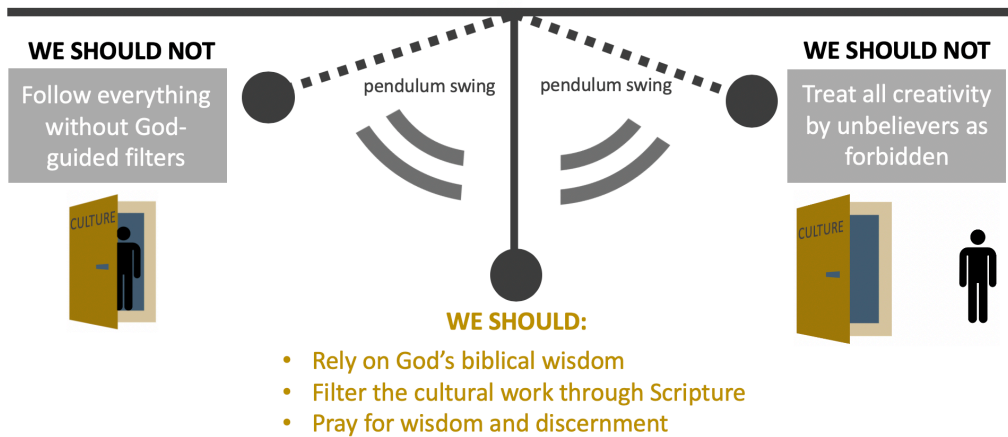 WE SHOULD NOT
Follow everything
without God-
guided filters
CULTURE
pendulum swing
pendulum swing
WE SHOULD NOT
Treat all creativity
by unbelievers as
forbidden
CULTURE
WE SHOULD:
• Rely on God's biblical wisdom
• Filter the cultural work through Scripture
• Pray for wisdom and discernment